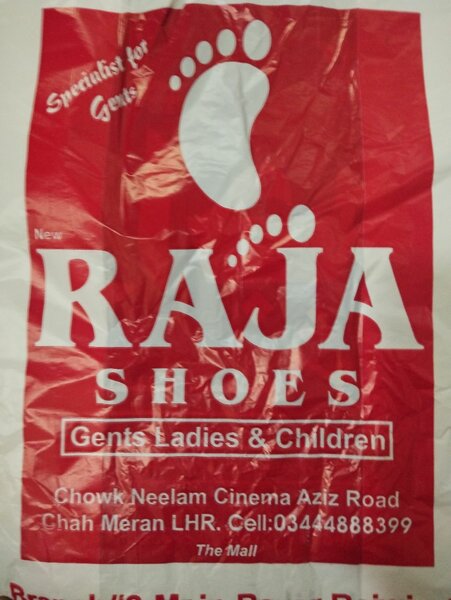 Specialist for
Gents
New
RAJA
SHOES
Gents Ladies & Children
Chowk Neelam Cinema Aziz Road
Chah Meran LHR. Cell:03444888399
The Mall